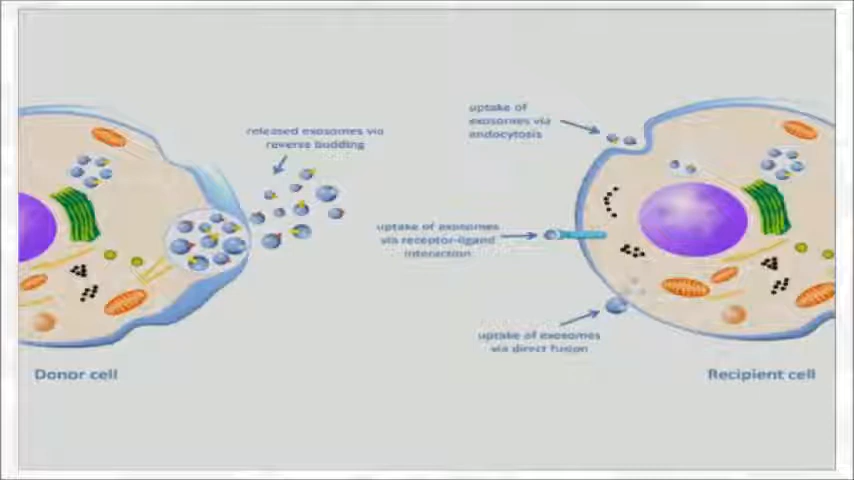 released exosomes via
reverse budding
uptake of
exosomes via
endocytosis
uptake of exosomes
via receptor-ligand
interaction
uptake of exosomes
via direct fusion
Donor cell
Recipient cell